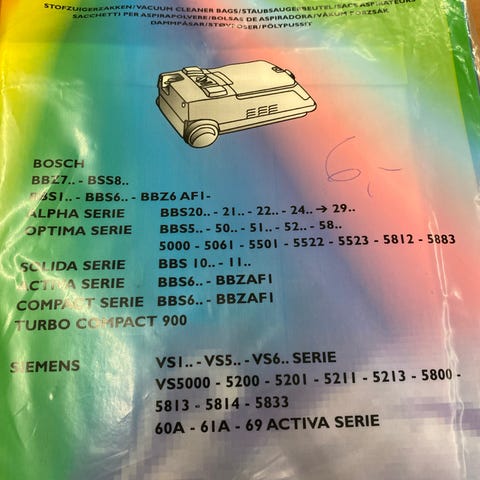 STOFZUIGERZAKKEN/VACUUM CLEANER BAGS/STAUBSAUGERBEUTEL/SACS ASPIRATEURS
SACCHETTI PER ASPIRAPOLVERE/BOLSAS DE ASPIRADORA/VÁKUM PORZSÁK
DAMMPÅSAR/STØVPOSER/PÖLYPUSSIT
6,-
BOSCH
BBZ7.. - BSS8..
BBS1.. - BBS6.. - BBZ6 AF1-
ALPHA SERIE BBS20.. - 21.. - 22.. - 24.. → 29..
OPTIMA SERIE BBS5.. - 50.. - 51.. - 52.. - 58..
5000 - 5061 - 5501 - 5522 - 5523 - 5812 - 5883
SOLIDA SERIE BBS 10.. - 11..
ACTIVA SERIE BBS6.. - BBZAF1
COMPACT SERIE BBS6.. - BBZAF1
TURBO COMPACT 900
SIEMENS VS1.. - VS5.. - VS6.. SERIE
VS5000 - 5200 - 5201 - 5211 - 5213 - 5800 -
5813 - 5814 - 5833
60A - 61A - 69 ACTIVA SERIE